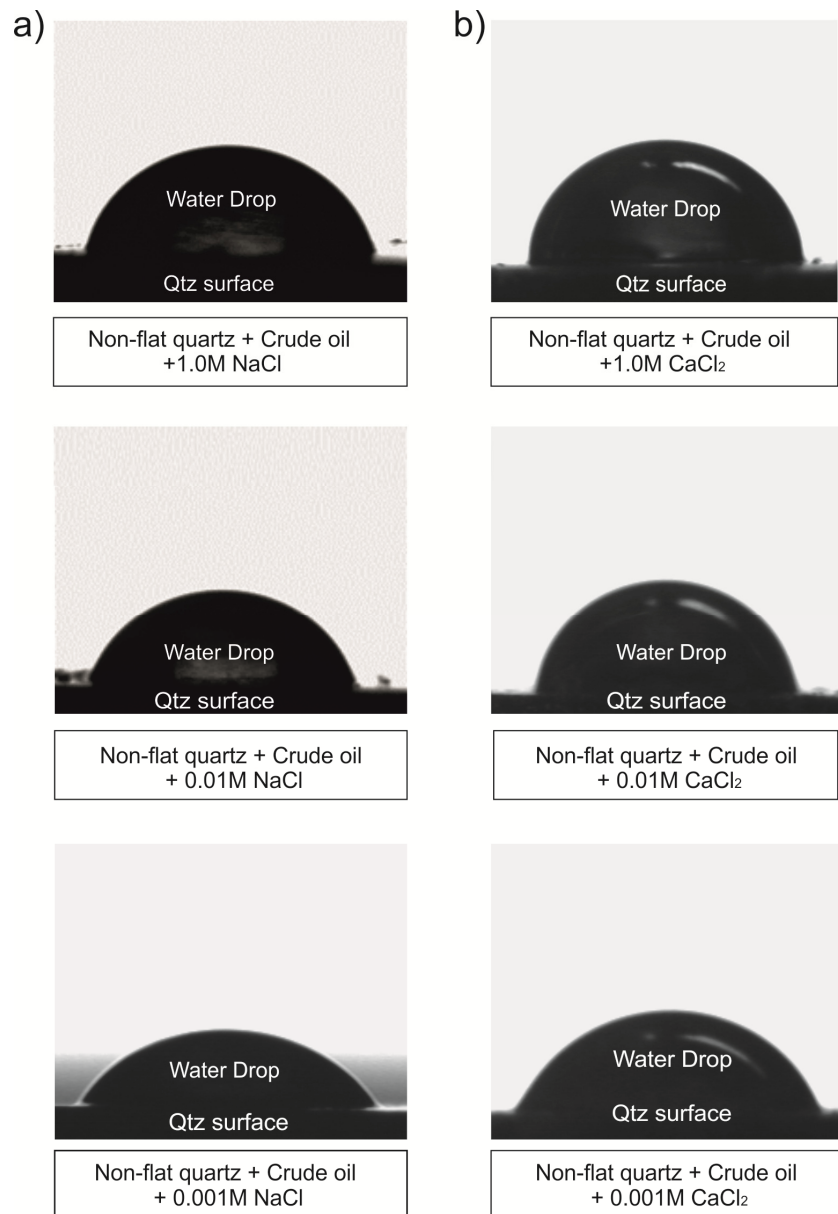 a)
Water Drop
Qtz surface
Non-flat quartz + Crude oil
+1.0M NaCl
Water Drop
Qtz surface
Non-flat quartz + Crude oil
+ 0.01M NaCl
Water Drop
Qtz surface
Non-flat quartz + Crude oil
+ 0.001M NaCl
b)
Water Drop
Qtz surface
Non-flat quartz + Crude oil
+1.0M CaCl₂
Water Drop
Qtz surface
Non-flat quartz + Crude oil
+ 0.01M CaCl₂
Water Drop
Qtz surface
Non-flat quartz + Crude oil
+ 0.001M CaCl₂